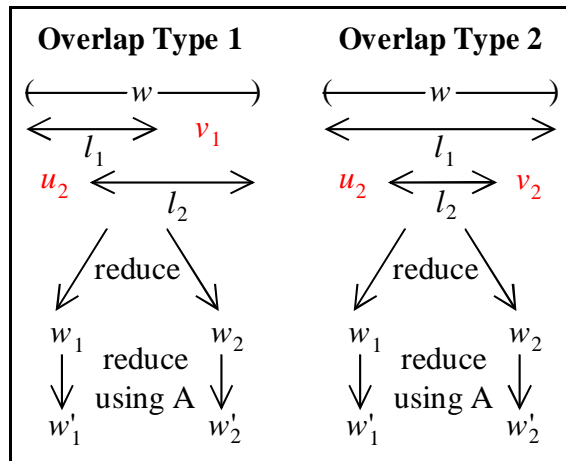 Overlap Type 1
w
l₁ v₁
u₂ l₂
reduce
w₁ w₂
reduce
using A
w'₁ w'₂
Overlap Type 2
w
l₁
u₂ l₂ v₂
reduce
w₁ w₂
reduce
using A
w'₁ w'₂